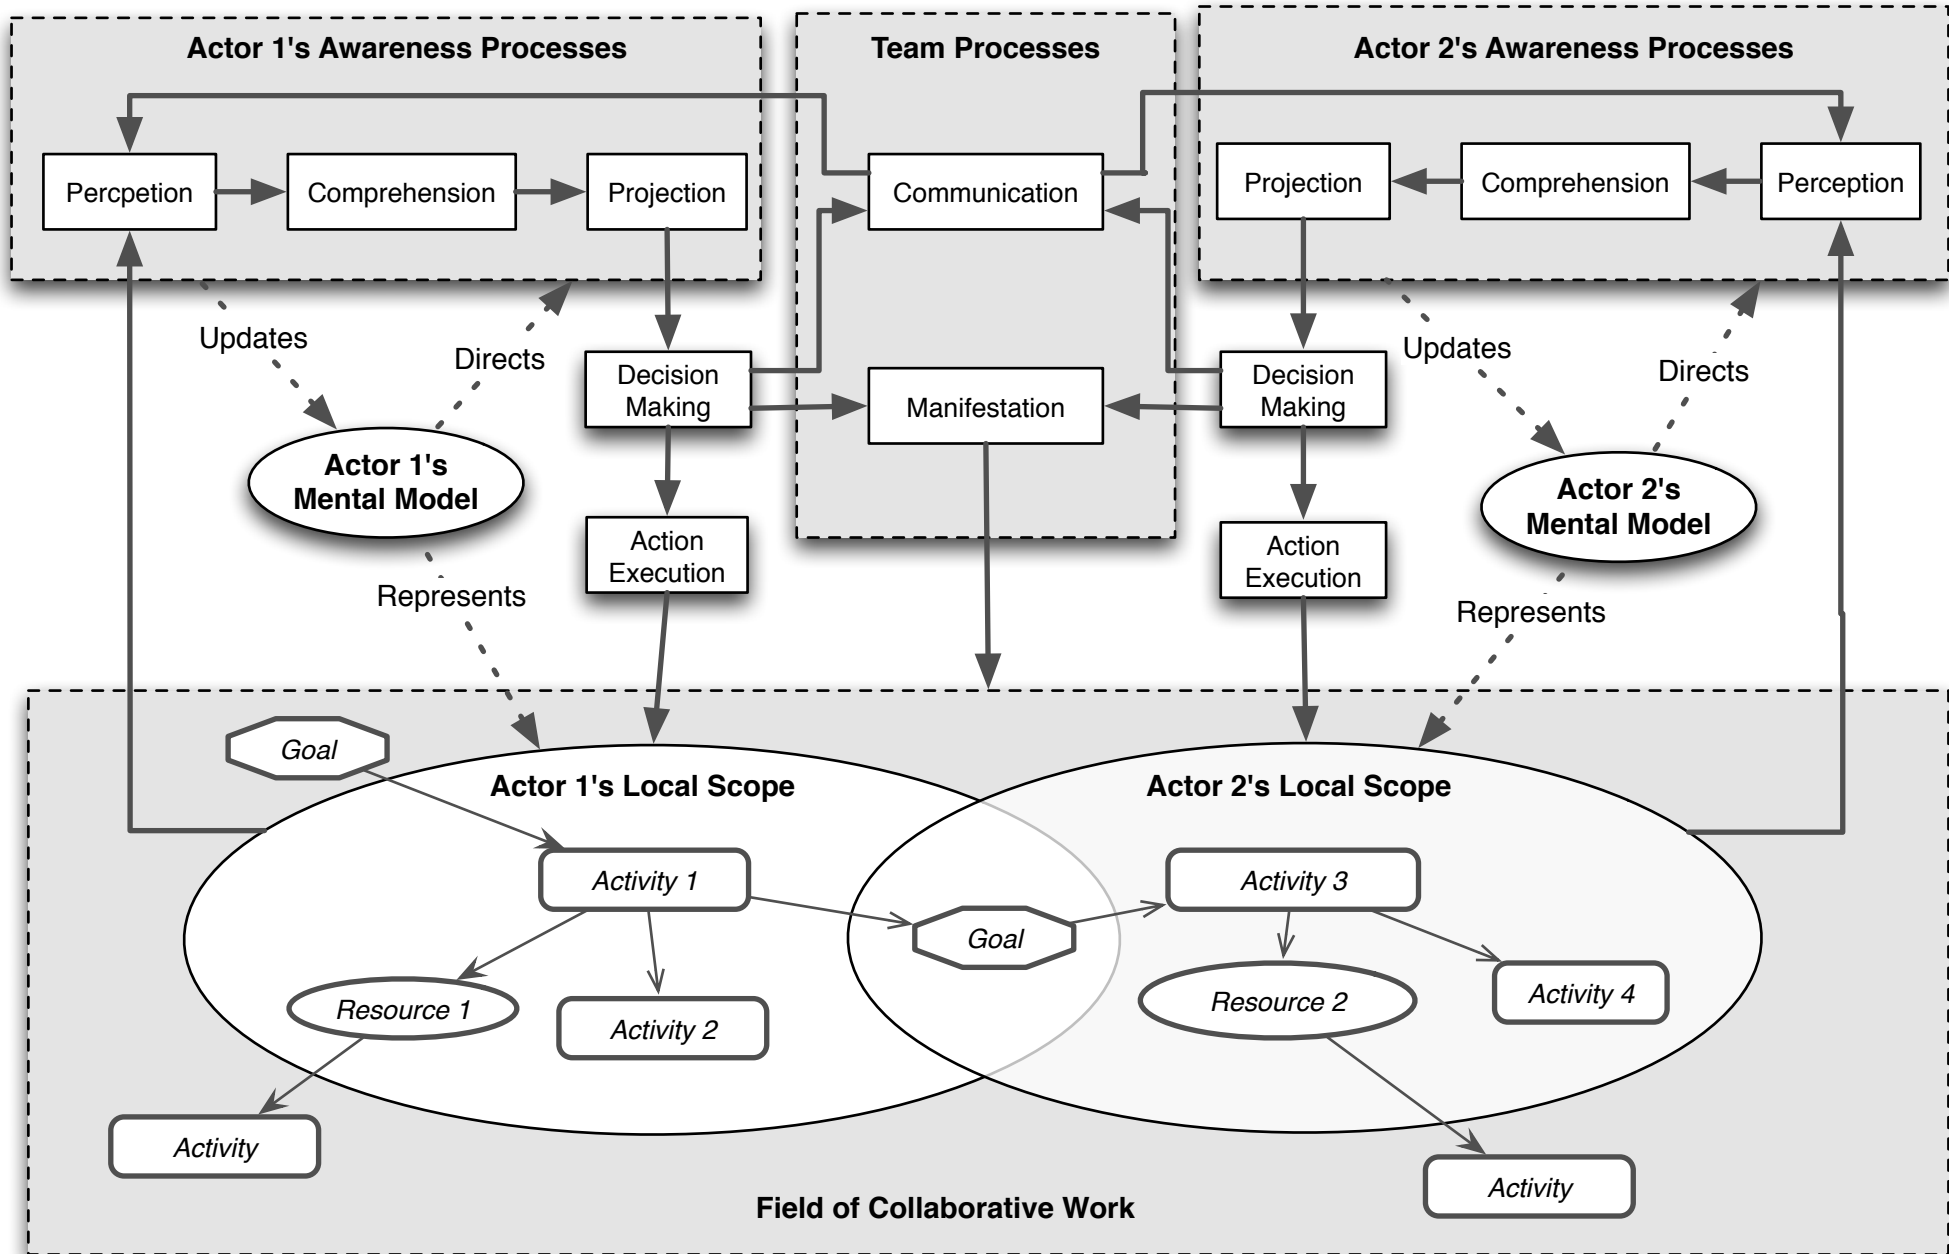 Actor 1's Awareness Processes
Team Processes
Actor 2's Awareness Processes
Percpetion
Comprehension
Projection
Communication
Projection
Comprehension
Perception
Updates
Directs
Decision
Making
Manifestation
Decision
Making
Updates
Directs
Actor 1's
Mental Model
Actor 2's
Mental Model
Action
Execution
Action
Execution
Represents
Represents
Goal
Actor 1's Local Scope
Actor 2's Local Scope
Activity 1
Activity 3
Goal
Resource 1
Activity 2
Resource 2
Activity 4
Activity
Activity
Field of Collaborative Work